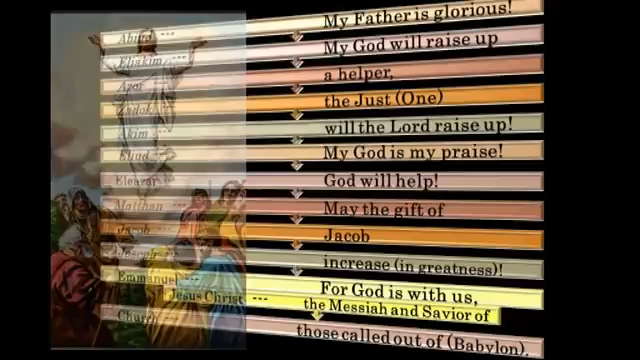 Abiud --- My Father is glorious!
Eliakim --- My God will raise up
Azor --- a helper,
Zadok the Just (One)
Akim will the Lord raise up!
Eliud My God is my praise!
Eleazar God will help!
Matthan May the gift of
Jacob Jacob
Joseph increase (in greatness)!
Emmanuel For God is with us,
Jesus Christ --- the Messiah and Savior of
Church those called out of (Babylon).